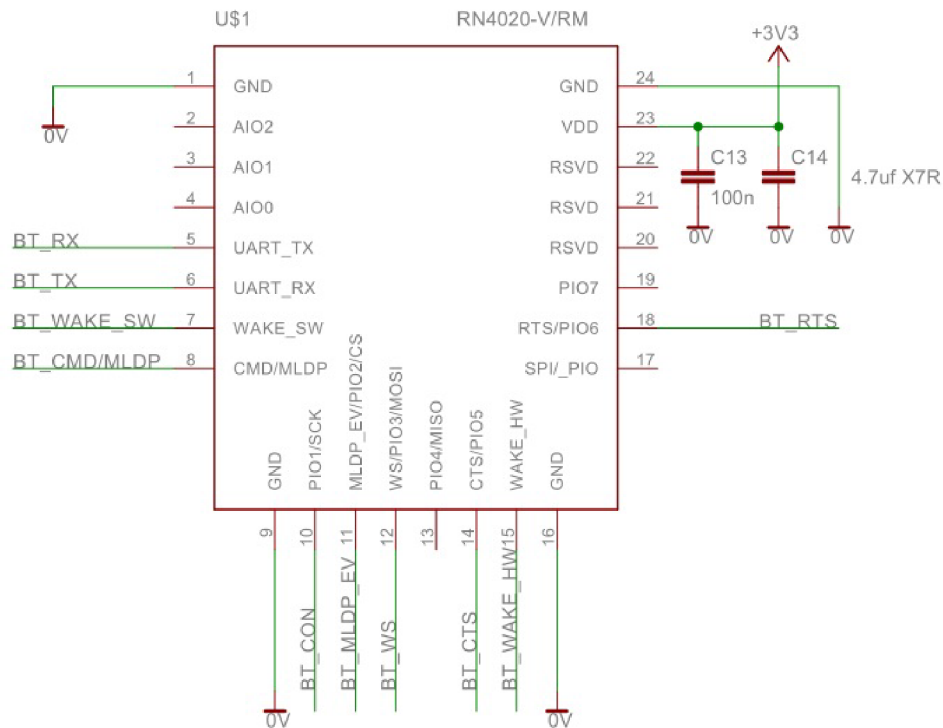 U$1
RN4020-V/RM
+3V3
1
GND
GND
24
0V
2
AIO2
VDD
23
3
AIO1
RSVD
22
C13
C14
100n
4.7uf X7R
4
AIO0
RSVD
21
0V
0V
0V
BT_RX
5
UART_TX
RSVD
20
BT_TX
6
UART_RX
PIO7
19
BT_WAKE_SW
7
WAKE_SW
RTS/PIO6
18
BT_RTS
BT_CMD/MLDP
8
CMD/MLDP
SPI/_PIO
17
GND
PIO1/SCK
MLDP_EV/PIO2/CS
WS/PIO3/MOSI
PIO4/MISO
CTS/PIO5
WAKE_HW
GND
9
10
11
12
13
14
15
16
BT_CON
BT_MLDP_EV
BT_WS
BT_CTS
BT_WAKE_HW
0V
0V